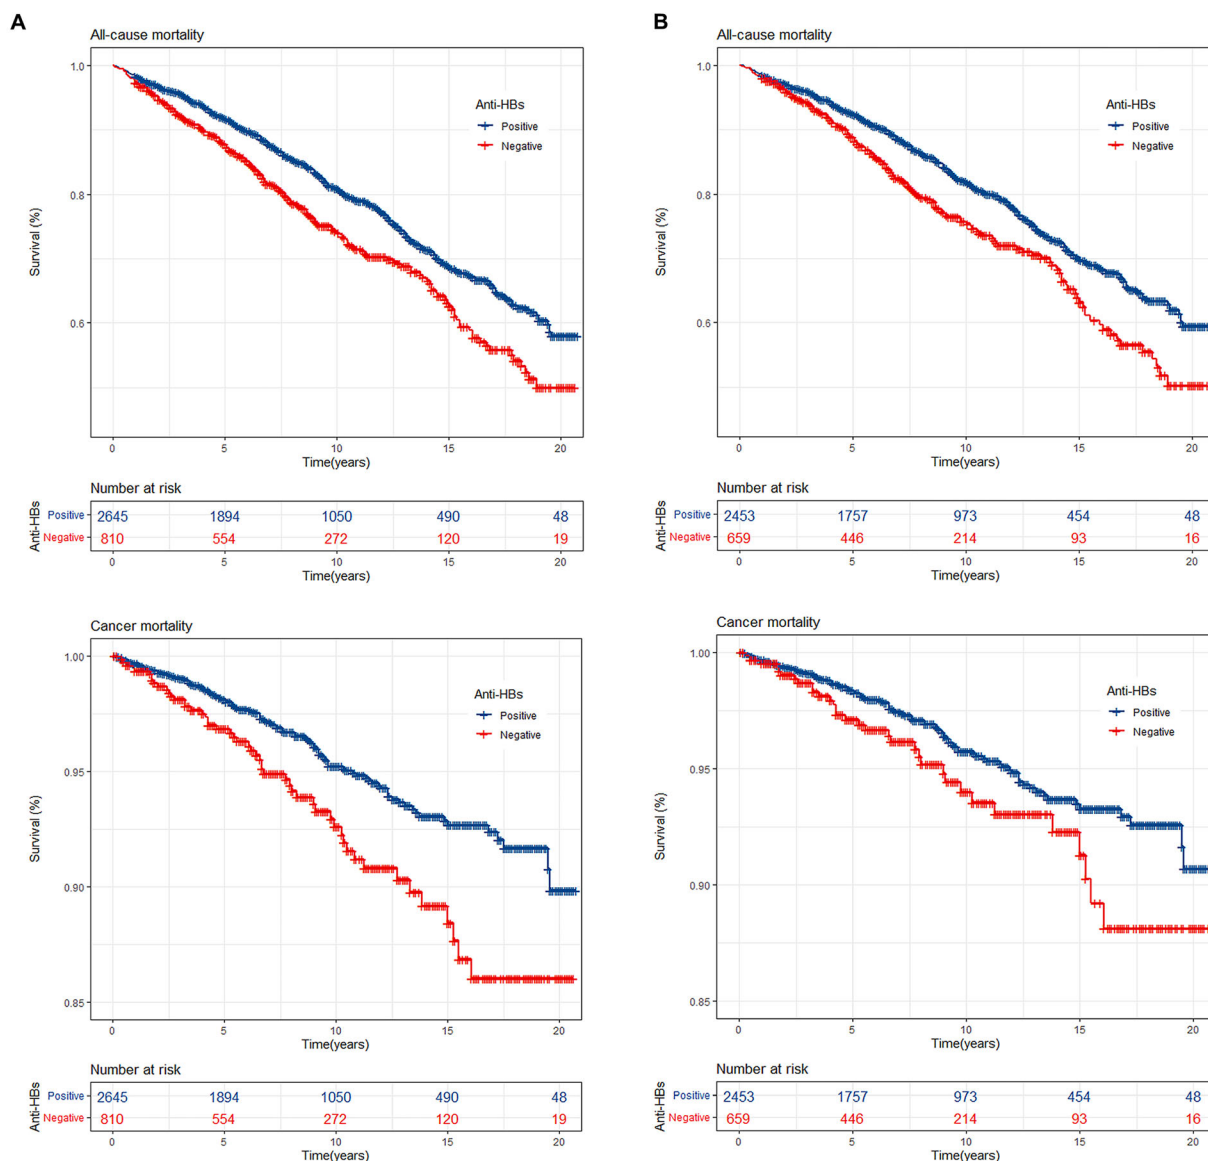 A
All-cause mortality
1.0
0.8
0.6
Survival (%)
Anti-HBs
Positive
Negative
0 5 10 15 20
Time(years)
Number at risk
Anti-HBs
Positive 2645 1894 1050 490 48
Negative 810 554 272 120 19
0 5 10 15 20
Time(years)
Cancer mortality
1.00
0.95
0.90
0.85
Survival (%)
Anti-HBs
Positive
Negative
0 5 10 15 20
Time(years)
Number at risk
Anti-HBs
Positive 2645 1894 1050 490 48
Negative 810 554 272 120 19
0 5 10 15 20
Time(years)
B
All-cause mortality
1.0
0.8
0.6
Survival (%)
Anti-HBs
Positive
Negative
0 5 10 15 20
Time(years)
Number at risk
Anti-HBs
Positive 2453 1757 973 454 48
Negative 659 446 214 93 16
0 5 10 15 20
Time(years)
Cancer mortality
1.00
0.95
0.90
0.85
Survival (%)
Anti-HBs
Positive
Negative
0 5 10 15 20
Time(years)
Number at risk
Anti-HBs
Positive 2453 1757 973 454 48
Negative 659 446 214 93 16
0 5 10 15 20
Time(years)